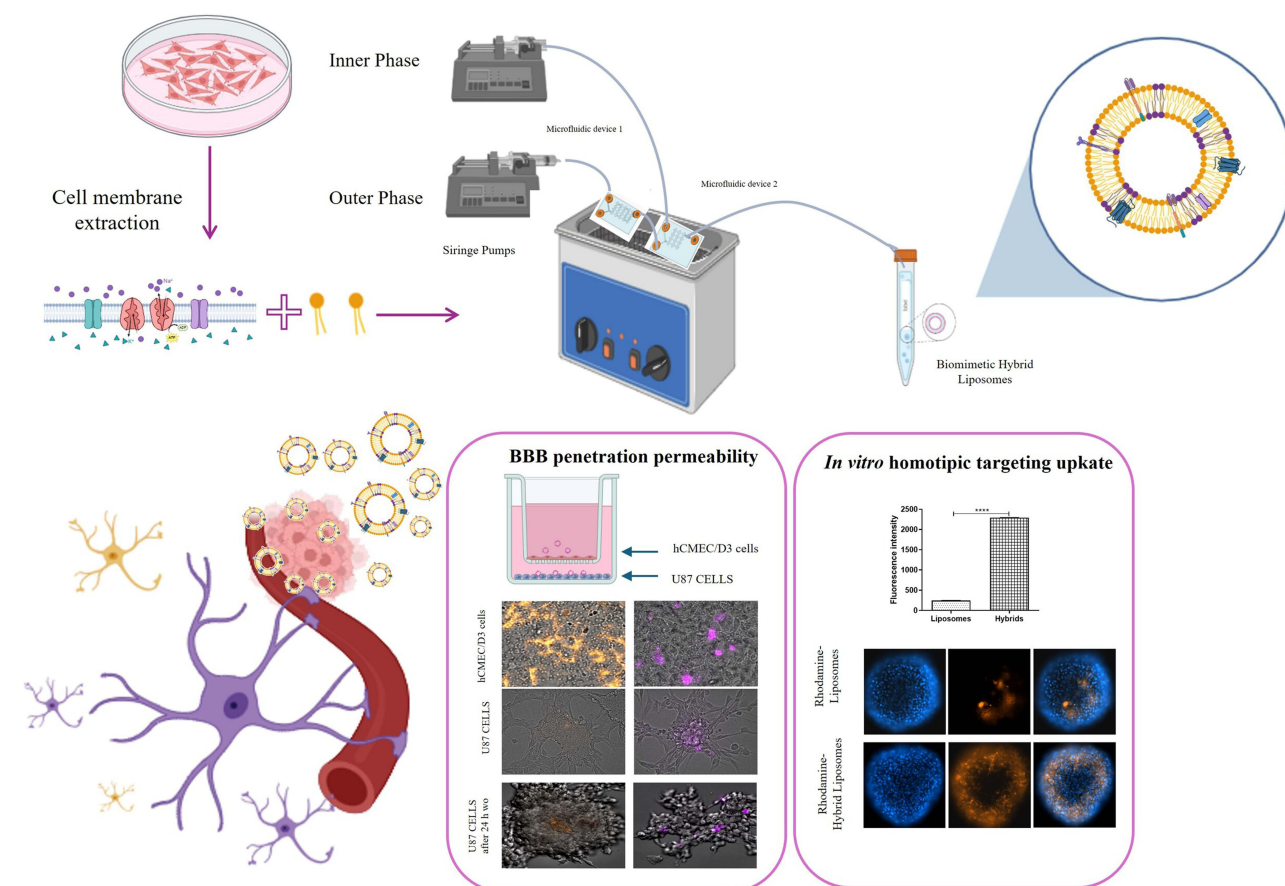 Inner Phase
Microfluidic device 1
Cell membrane
extraction
Outer Phase
Microfluidic device 2
Siringe Pumps
Na+
K+
ATP
Biomimetic Hybrid
Liposomes
BBB penetration permeability
hCMEC/D3 cells
U87 CELLS
hCMEC/D3 cells
U87 CELLS
U87 CELLS
after 24 h wo
In vitro homotipic targeting upkate
Fluorescence intensity
2500
2000
1500
1000
500
0
****
Liposomes
Hybrids
Rhodamine-
Liposomes
Rhodamine-
Hybrid Liposomes